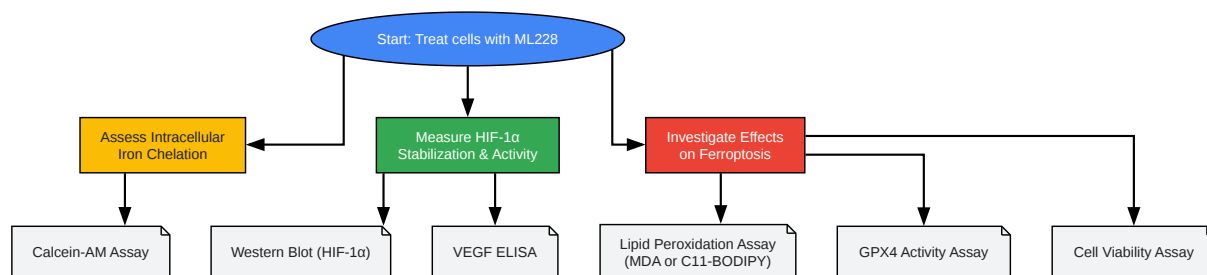 Start: Treat cells with ML228
Assess Intracellular
Iron Chelation
Measure HIF-1α
Stabilization & Activity
Investigate Effects
on Ferroptosis
Calcein-AM Assay
Western Blot (HIF-1α)
VEGF ELISA
Lipid Peroxidation Assay
(MDA or C11-BODIPY)
GPX4 Activity Assay
Cell Viability Assay